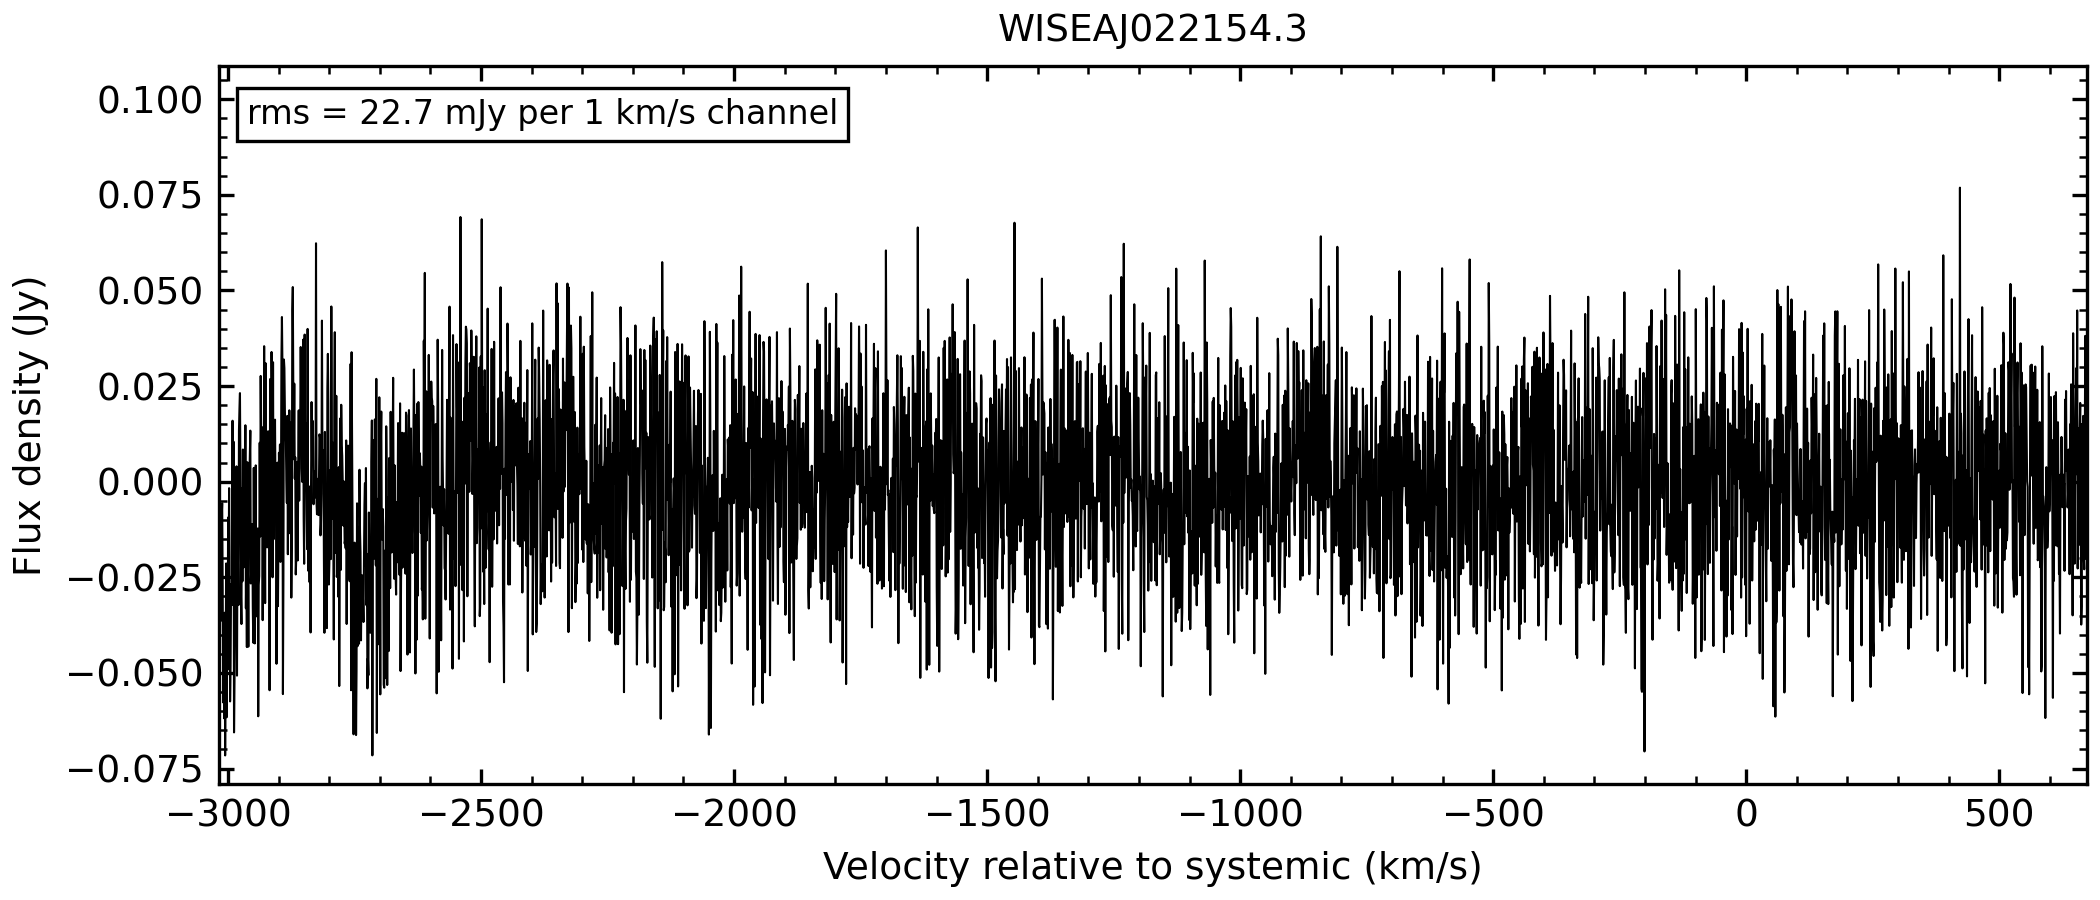 WISEAJ022154.3
rms = 22.7 mJy per 1 km/s channel
Flux density (Jy)
0.100
0.075
0.050
0.025
0.000
−0.025
−0.050
−0.075
−3000 −2500 −2000 −1500 −1000 −500 0 500
Velocity relative to systemic (km/s)